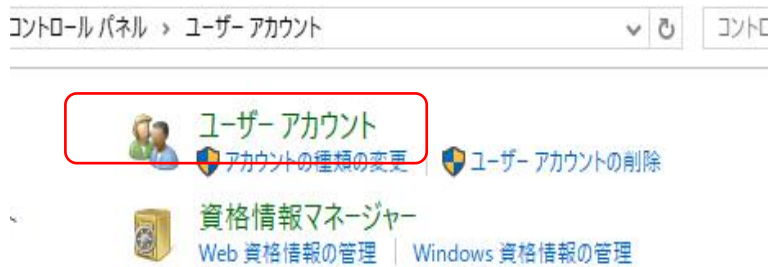 コントロール パネル › ユーザー アカウント コントロ
ユーザー アカウント
アカウントの種類の変更 ユーザー アカウントの削除
資格情報マネージャー
Web 資格情報の管理 Windows 資格情報の管理